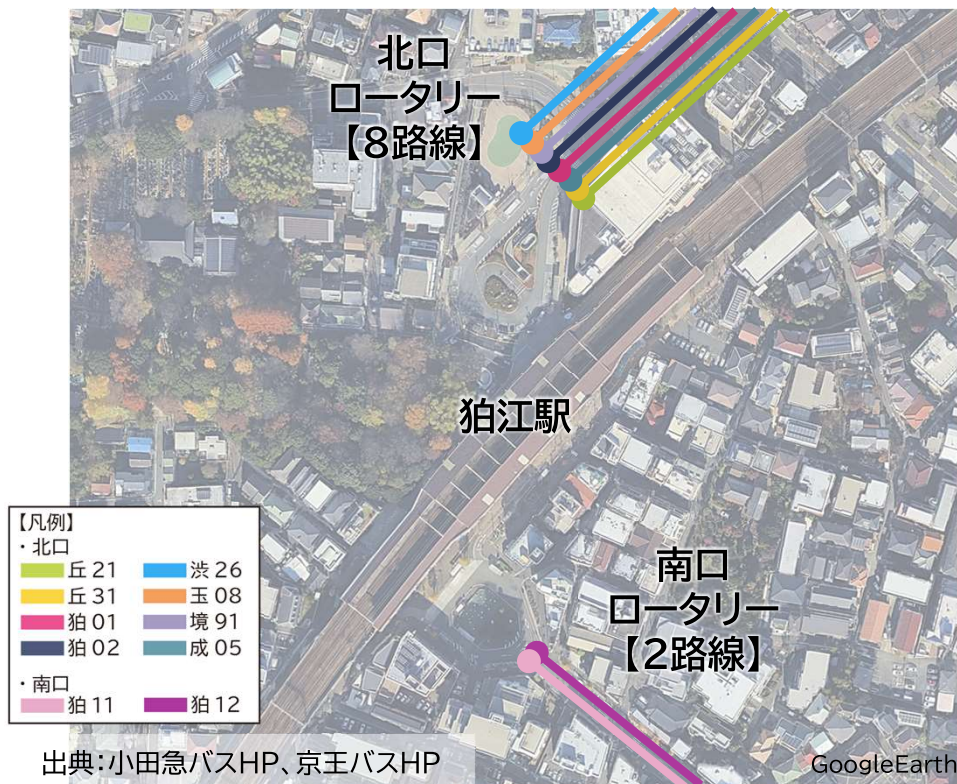 北口
ロータリー
【8路線】
狛江駅
南口
ロータリー
【2路線】
【凡例】
・北口
丘21 渋26
丘31 玉08
狛01 境91
狛02 成05
・南口
狛11 狛12
出典：小田急バスHP、京王バスHP
GoogleEarth